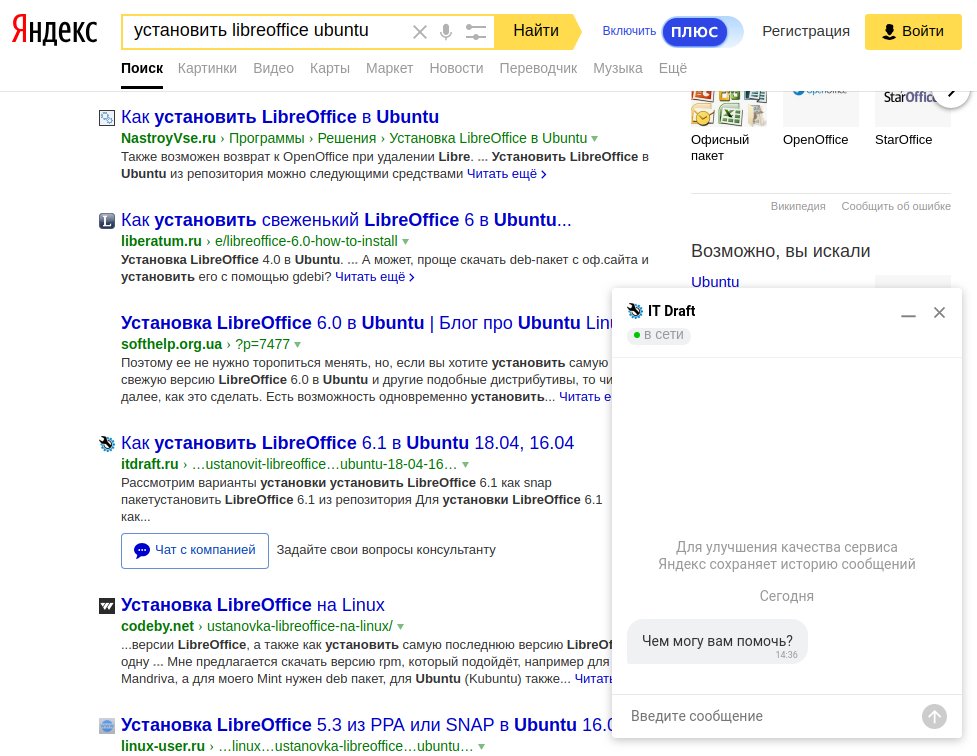 Яндекс
установить libreoffice ubuntu
Найти
Включить
ПЛЮС
Регистрация
Войти
Поиск Картинки Видео Карты Маркет Новости Переводчик Музыка Ещё
Как установить LibreOffice в Ubuntu
NastroyVse.ru › Программы › Решения › Установка LibreOffice в Ubuntu
Также возможен возврат к OpenOffice при удалении Libre. ... Установить LibreOffice в
Ubuntu из репозитория можно следующими средствами Читать ещё ›
Как установить свеженький LibreOffice 6 в Ubuntu...
liberatum.ru › e/libreoffice-6.0-how-to-install
Установка LibreOffice 4.0 в Ubuntu. ... А может, проще скачать deb-пакет с оф.сайта и
установить его с помощью gdebi? Читать ещё ›
Установка LibreOffice 6.0 в Ubuntu | Блог про Ubuntu Linu
softhelp.org.ua › ?p=7477
Поэтому ее не нужно торопиться менять, но, если вы хотите установить самую
свежую версию LibreOffice 6.0 в Ubuntu и другие подобные дистрибутивы, то чи
далее, как это сделать. Есть возможность одновременно установить... Читать е
Как установить LibreOffice 6.1 в Ubuntu 18.04, 16.04
itdraft.ru › …ustanovit-libreoffice…ubuntu-18-04-16…
Рассмотрим варианты установки установить LibreOffice 6.1 как snap
пакетустановить LibreOffice 6.1 из репозитория Для установки LibreOffice 6.1
как...
Чат с компанией
Задайте свои вопросы консультанту
Установка LibreOffice на Linux
codeby.net › ustanovka-libreoffice-na-linux/
...версии LibreOffice, а также как установить самую последнюю версию LibreOf
одну ... Мне предлагается скачать версию rpm, который подойдёт, например для
Mandriva, а для моего Mint нужен deb пакет, для Ubuntu (Kubuntu) также... Читать
Установка LibreOffice 5.3 из PPA или SNAP в Ubuntu 16.0
linux-user.ru › …linux…ustanovka-libreoffice…ubuntu…
OpenOffice
StarOffice
Офисный
пакет
OpenOffice
StarOffice
Википедия Сообщить об ошибке
Возможно, вы искали
Ubuntu
IT Draft
в сети
Для улучшения качества сервиса
Яндекс сохраняет историю сообщений
Сегодня
Чем могу вам помочь?
14:36
Введите сообщение